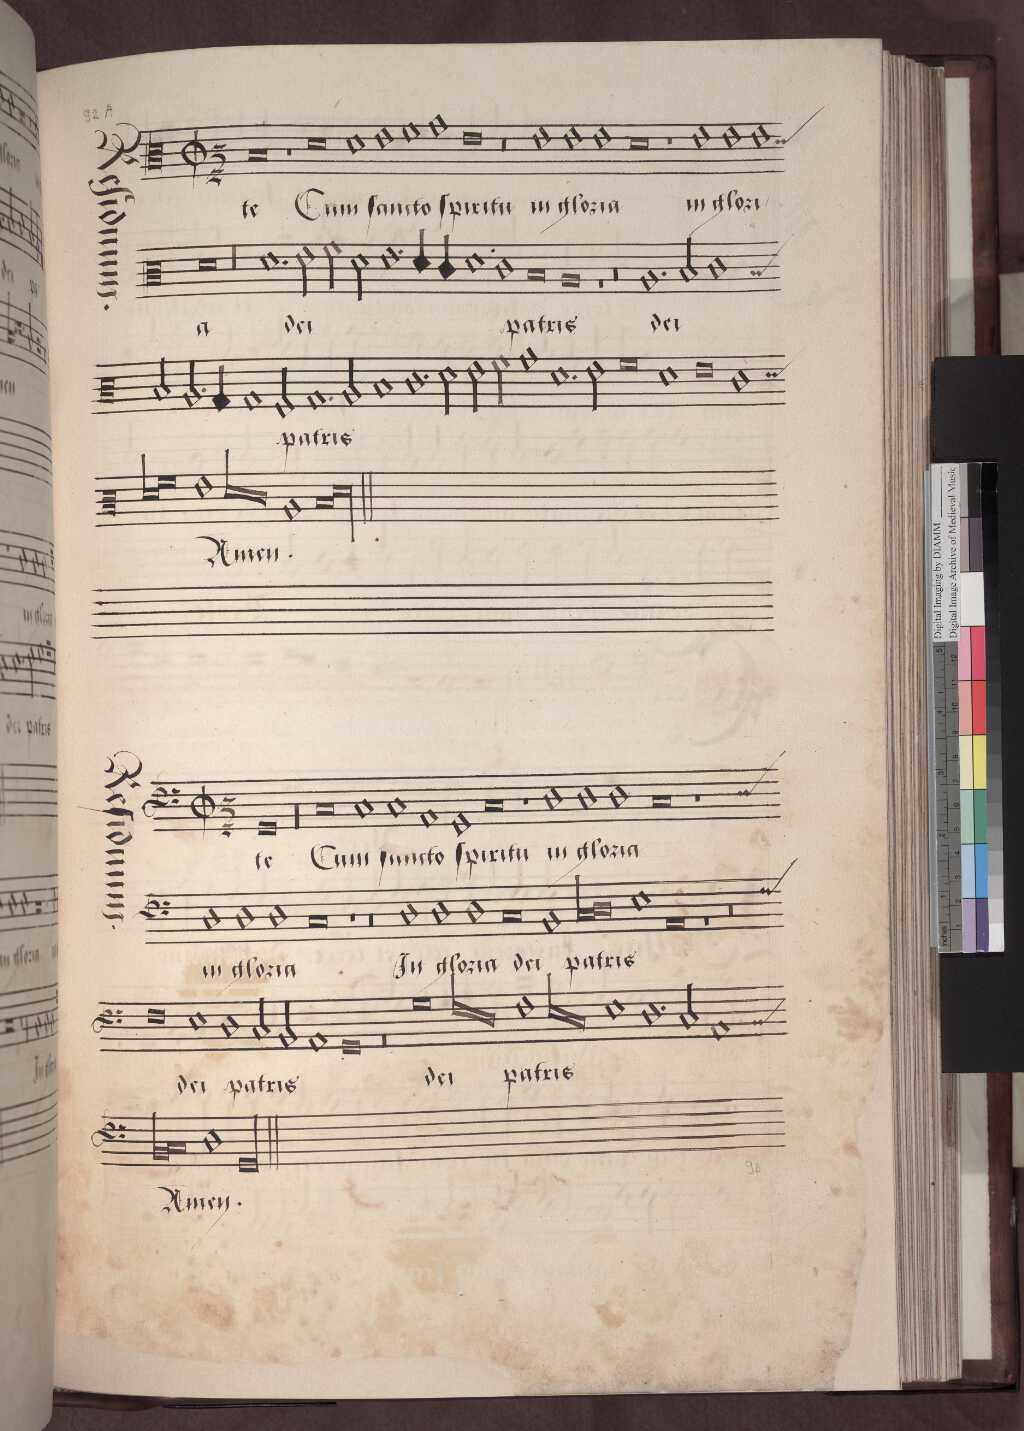 92 A
Residuum.
te Cum sancto spiritu in gloria in glori
a dei patris dei
patris
Amen.
Residuum.
te Cum sancto spiritu in gloria
in gloria In gloria dei patris
dei patris dei patris
Amen.
Digital Imaging by DIAMM
Digital Image Archive of Medieval Music